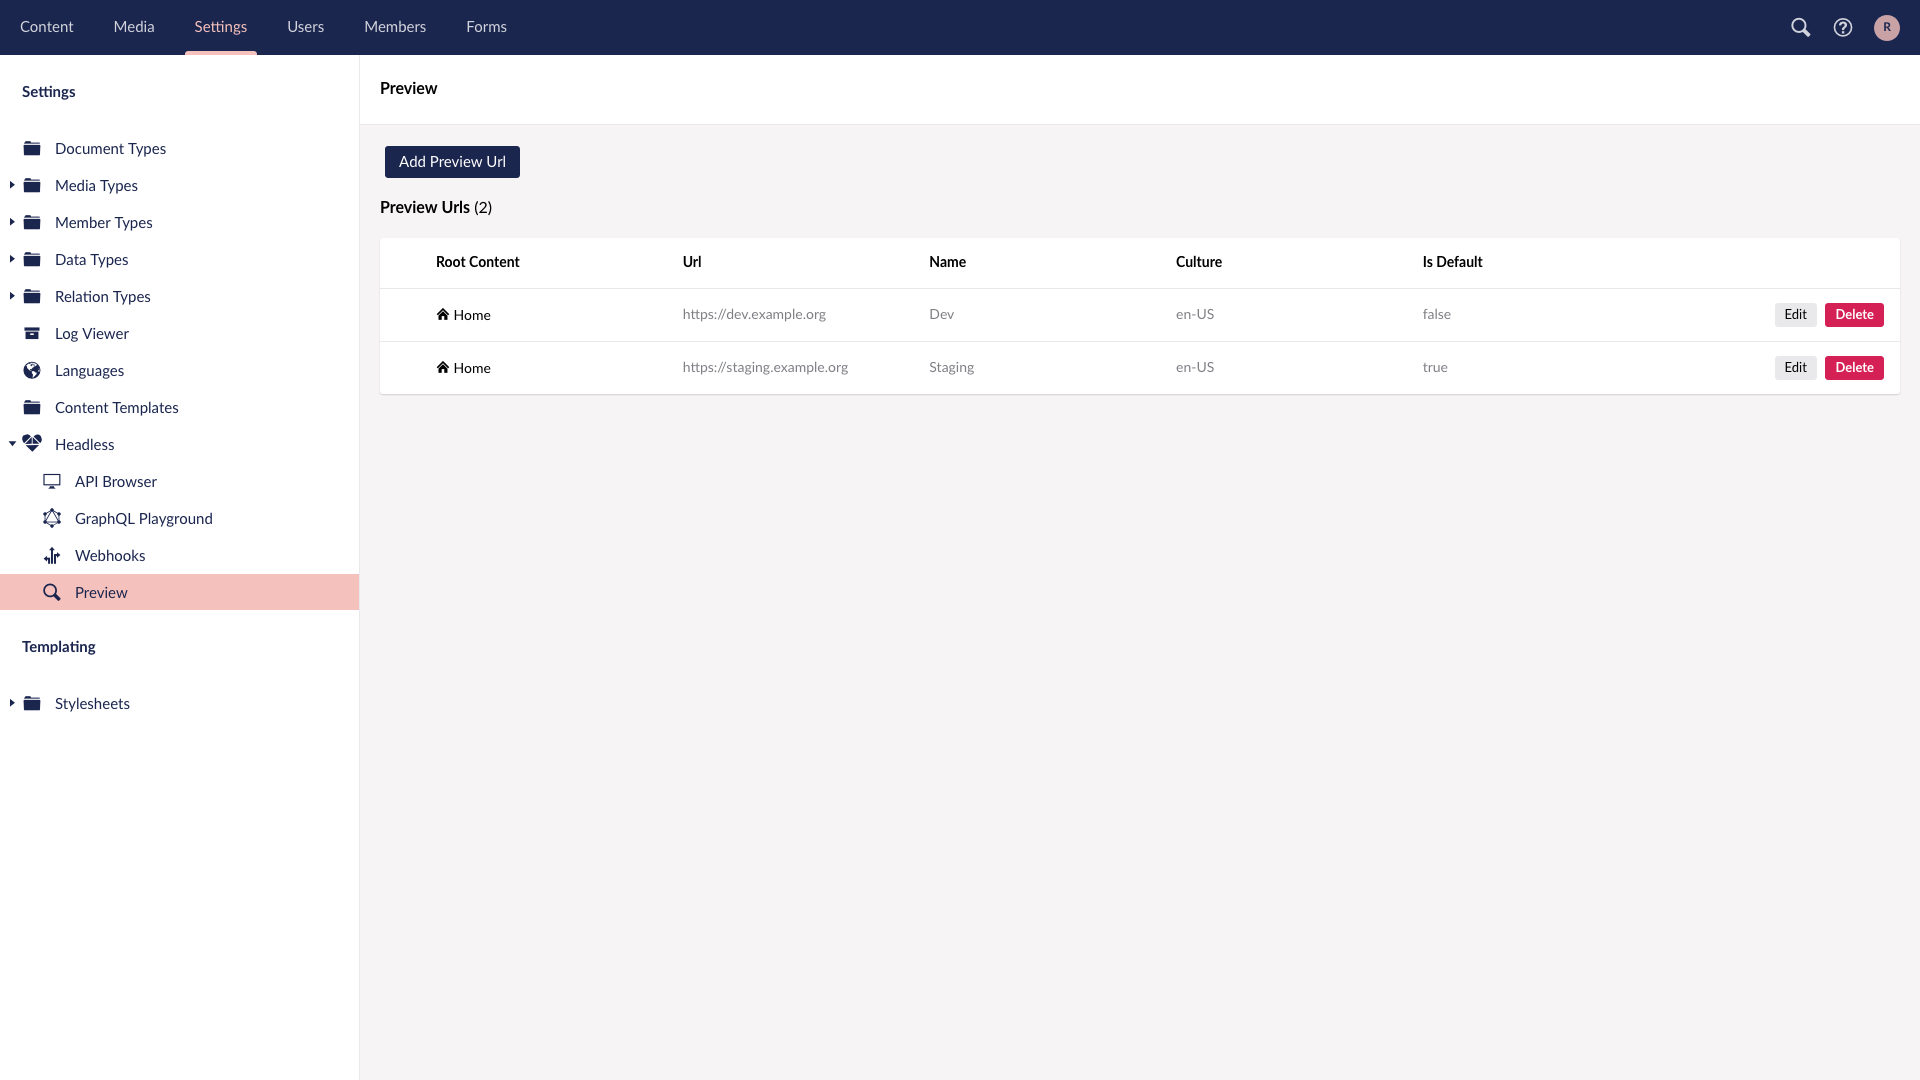 Content Media Settings Users Members Forms R
Settings
Document Types
Media Types
Member Types
Data Types
Relation Types
Log Viewer
Languages
Content Templates
Headless
API Browser
GraphQL Playground
Webhooks
Preview
Templating
Stylesheets
Preview
Add Preview Url
Preview Urls (2)
Root Content Url Name Culture Is Default
Home https://dev.example.org Dev en-US false Edit Delete
Home https://staging.example.org Staging en-US true Edit Delete